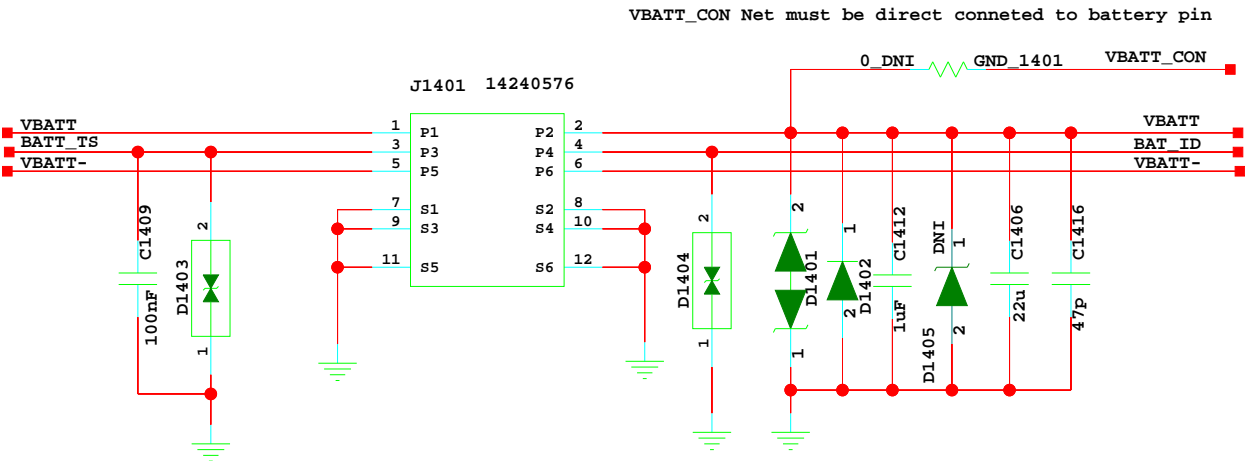 VBATT_CON Net must be direct conneted to battery pin
0_DNI GND_1401 VBATT_CON
J1401 14240576
VBATT 1 P1 P2 2 VBATT
BATT_TS 3 P3 P4 4 BAT_ID
VBATT- 5 P5 P6 6 VBATT-
7 S1 S2 8
9 S3 S4 10
11 S5 S6 12
C1409
100nF
2
D1403
1
2
D1404
1
2
D1401
1
1
D1402
2
C1412
1uF
DNI
1
D1405
2
C1406
22u
C1416
47p